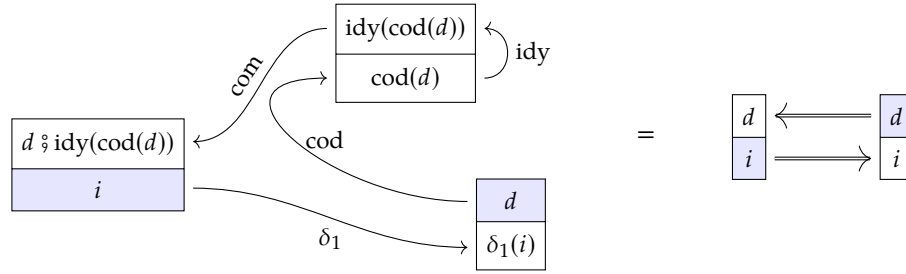 idy(cod(d))
cod(d)
idy
com
cod
d ⨟ idy(cod(d))
i
δ₁
d
δ₁(i)
=
d
i
d
i